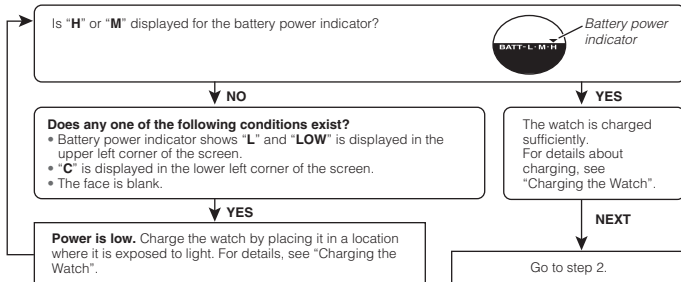 Is “H” or “M” displayed for the battery power indicator?
Battery power
indicator
BATT-L·M·H
NO
YES
Does any one of the following conditions exist?
• Battery power indicator shows “L” and “LOW” is displayed in the
upper left corner of the screen.
• “C” is displayed in the lower left corner of the screen.
• The face is blank.
The watch is charged
sufficiently.
For details about
charging, see
“Charging the Watch”.
YES
NEXT
Power is low. Charge the watch by placing it in a location
where it is exposed to light. For details, see “Charging the
Watch”.
Go to step 2.